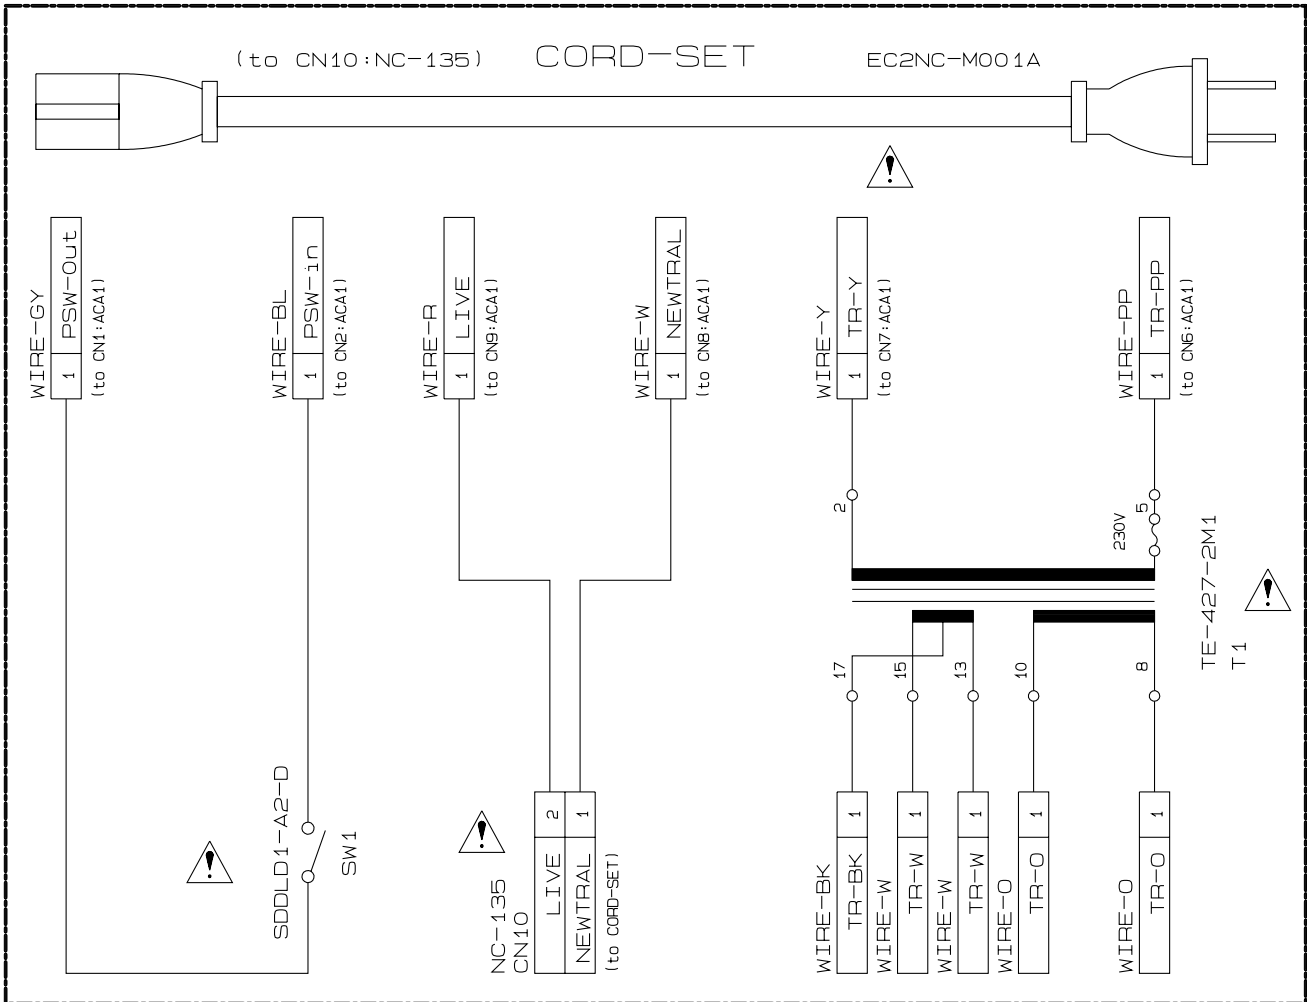 (to CN10:NC-135)
CORD-SET
EC2NC-M001A
WIRE-GY
1 PSW-Out
(to CN1:ACA1)
WIRE-BL
1 PSW-in
(to CN2:ACA1)
WIRE-R
1 LIVE
(to CN9:ACA1)
WIRE-W
1 NEWTRAL
(to CN8:ACA1)
WIRE-Y
1 TR-Y
(to CN7:ACA1)
WIRE-PP
1 TR-PP
(to CN6:ACA1)
2
5
230V
TE-427-2M1
T1
17
15
13
10
8
SDDLD1-A2-D
SW1
NC-135
CN10
LIVE 2
NEWTRAL 1
(to CORD-SET)
WIRE-BK
TR-BK 1
WIRE-W
TR-W 1
WIRE-W
TR-W 1
WIRE-O
TR-O 1
WIRE-O
TR-O 1